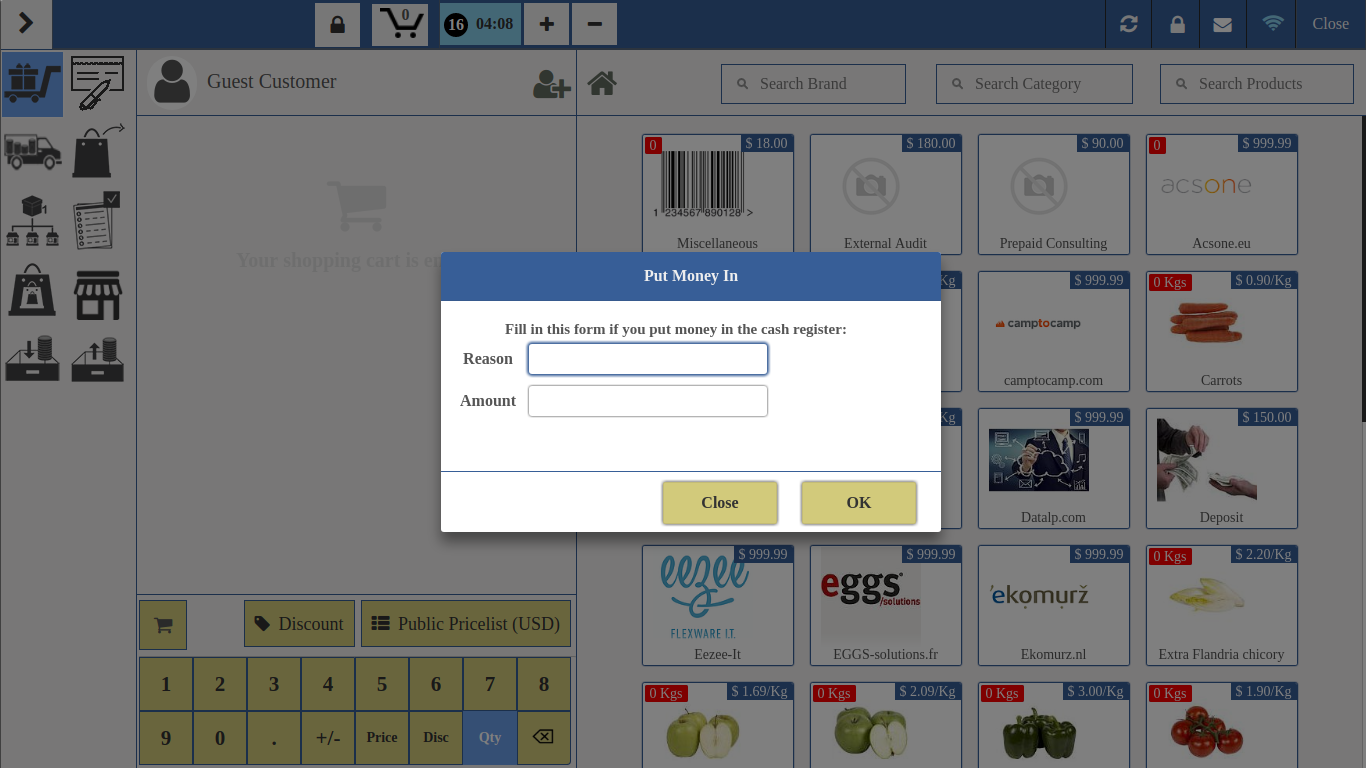 0
16 04:08
Close
Guest Customer
Search Brand
Search Category
Search Products
0
$ 18.00
1 234567 890128 >
Miscellaneous
$ 180.00
External Audit
$ 90.00
Prepaid Consulting
0
$ 999.99
acsone
Acsone.eu
1
Your shopping cart is
Put Money In
Fill in this form if you put money in the cash register:
Reason
Amount
Close
OK
Kg
$ 999.99
camptocamp
camptocamp.com
0 Kgs
$ 0.90/Kg
Carrots
Kg
$ 999.99
Datalp.com
$ 150.00
Deposit
$ 999.99
eezee
FLEXWARE I.T.
Eezee-It
$ 999.99
eggs
/solutions
EGGS-solutions.fr
$ 999.99
ekomurz
Ekomurz.nl
0 Kgs
$ 2.20/Kg
Extra Flandria chicory
0 Kgs
$ 1.69/Kg
0 Kgs
$ 2.09/Kg
0 Kgs
$ 3.00/Kg
0 Kgs
$ 1.90/Kg
Discount
Public Pricelist (USD)
1 2 3 4 5 6 7 8
9 0 . +/- Price Disc Qty